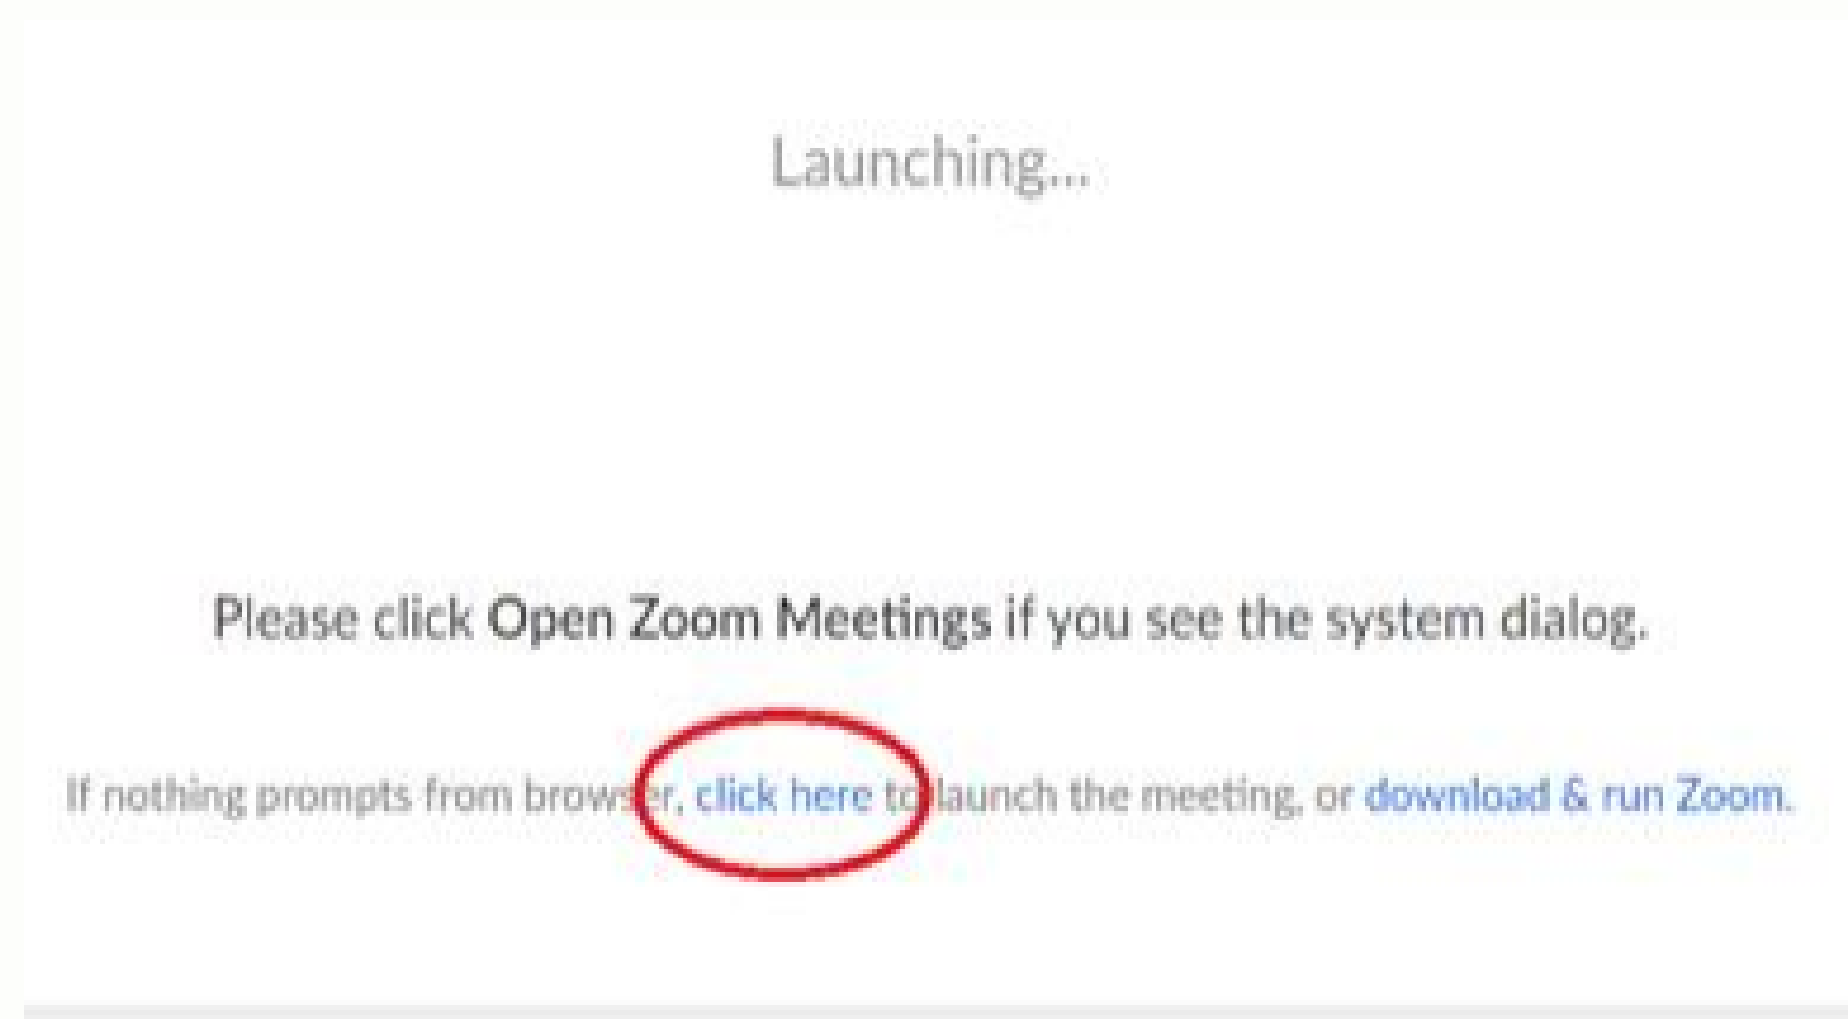 Launching...
Please click Open Zoom Meetings if you see the system dialog.
If nothing prompts from browser, click here to launch the meeting, or download & run Zoom.